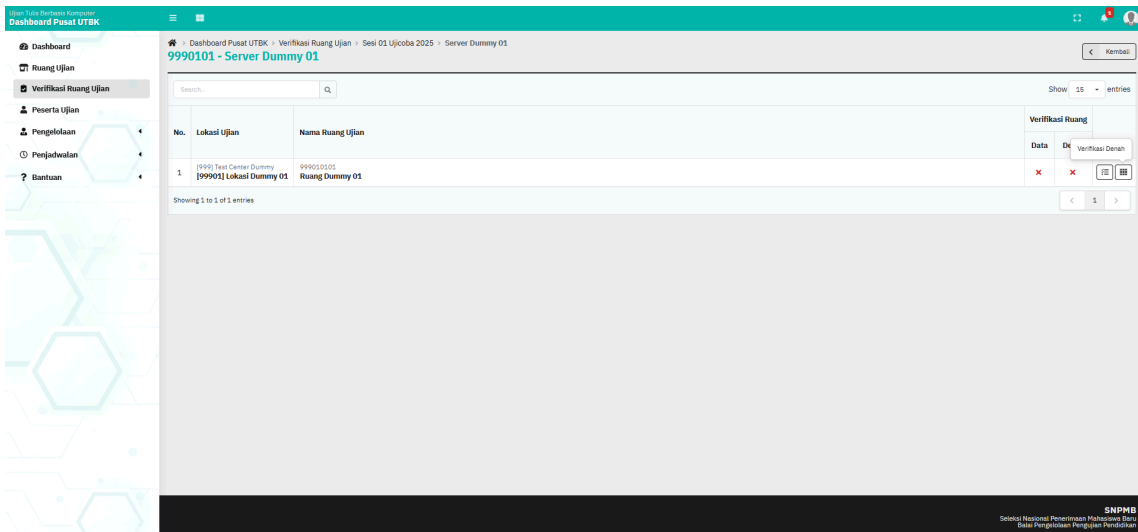 Ujian Tulis Berbasis Komputer
Dashboard Pusat UTBK
1
Dashboard
Ruang Ujian
Verifikasi Ruang Ujian
Peserta Ujian
Pengelolaan
Penjadwalan
? Bantuan
> Dashboard Pusat UTBK > Verifikasi Ruang Ujian > Sesi 01 Ujicoba 2025 > Server Dummy 01
9990101 - Server Dummy 01
< Kembali
Search..
Show 15 entries
No. Lokasi Ujian Nama Ruang Ujian Verifikasi Ruang
Data De
Verifikasi Denah
1 [999] Test Center Dummy 999010101
[99901] Lokasi Dummy 01 Ruang Dummy 01
Showing 1 to 1 of 1 entries
< 1 >
SNPMB
Seleksi Nasional Penerimaan Mahasiswa Baru
Balai Pengelolaan Pengujian Pendidikan